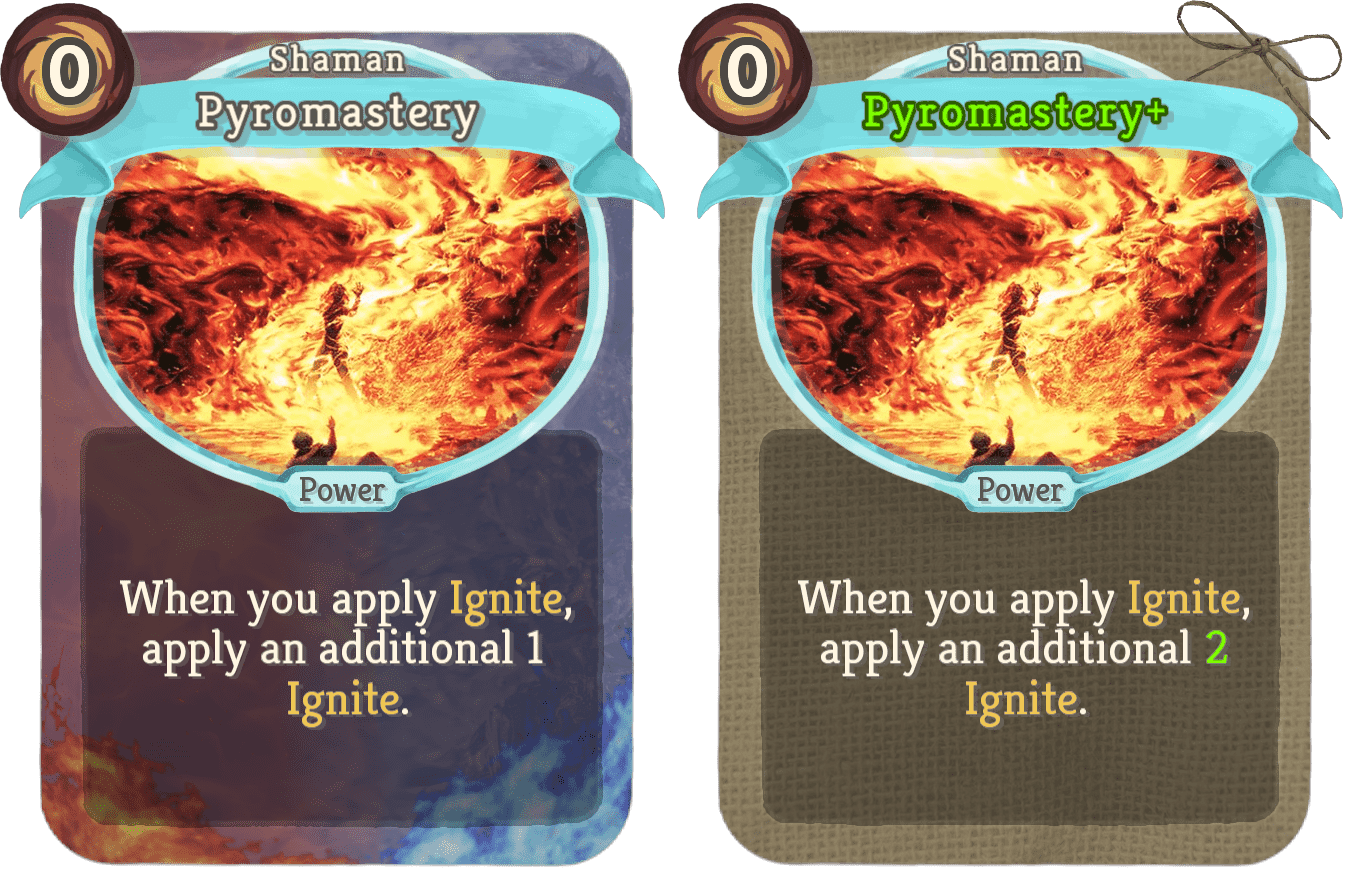 0
Shaman
Pyromastery
Power
When you apply Ignite,
apply an additional 1
Ignite.
0
Shaman
Pyromastery+
Power
When you apply Ignite,
apply an additional 2
Ignite.